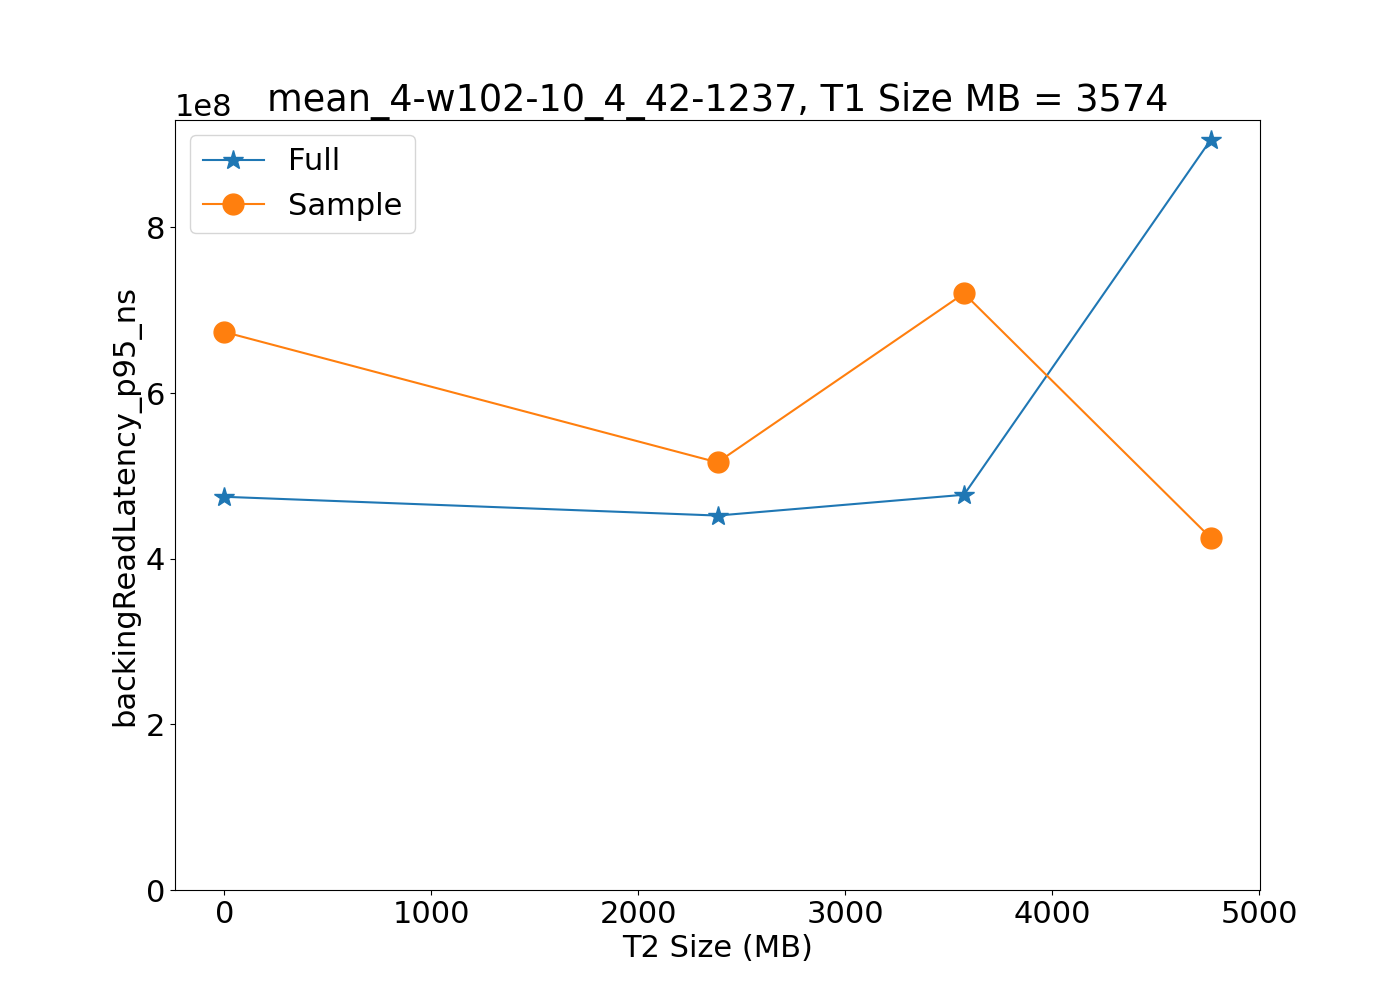 mean_4-w102-10_4_42-1237, T1 Size MB = 3574
1e8
Full
Sample
8
6
4
2
0
backingReadLatency_p95_ns
0 1000 2000 3000 4000 5000
T2 Size (MB)